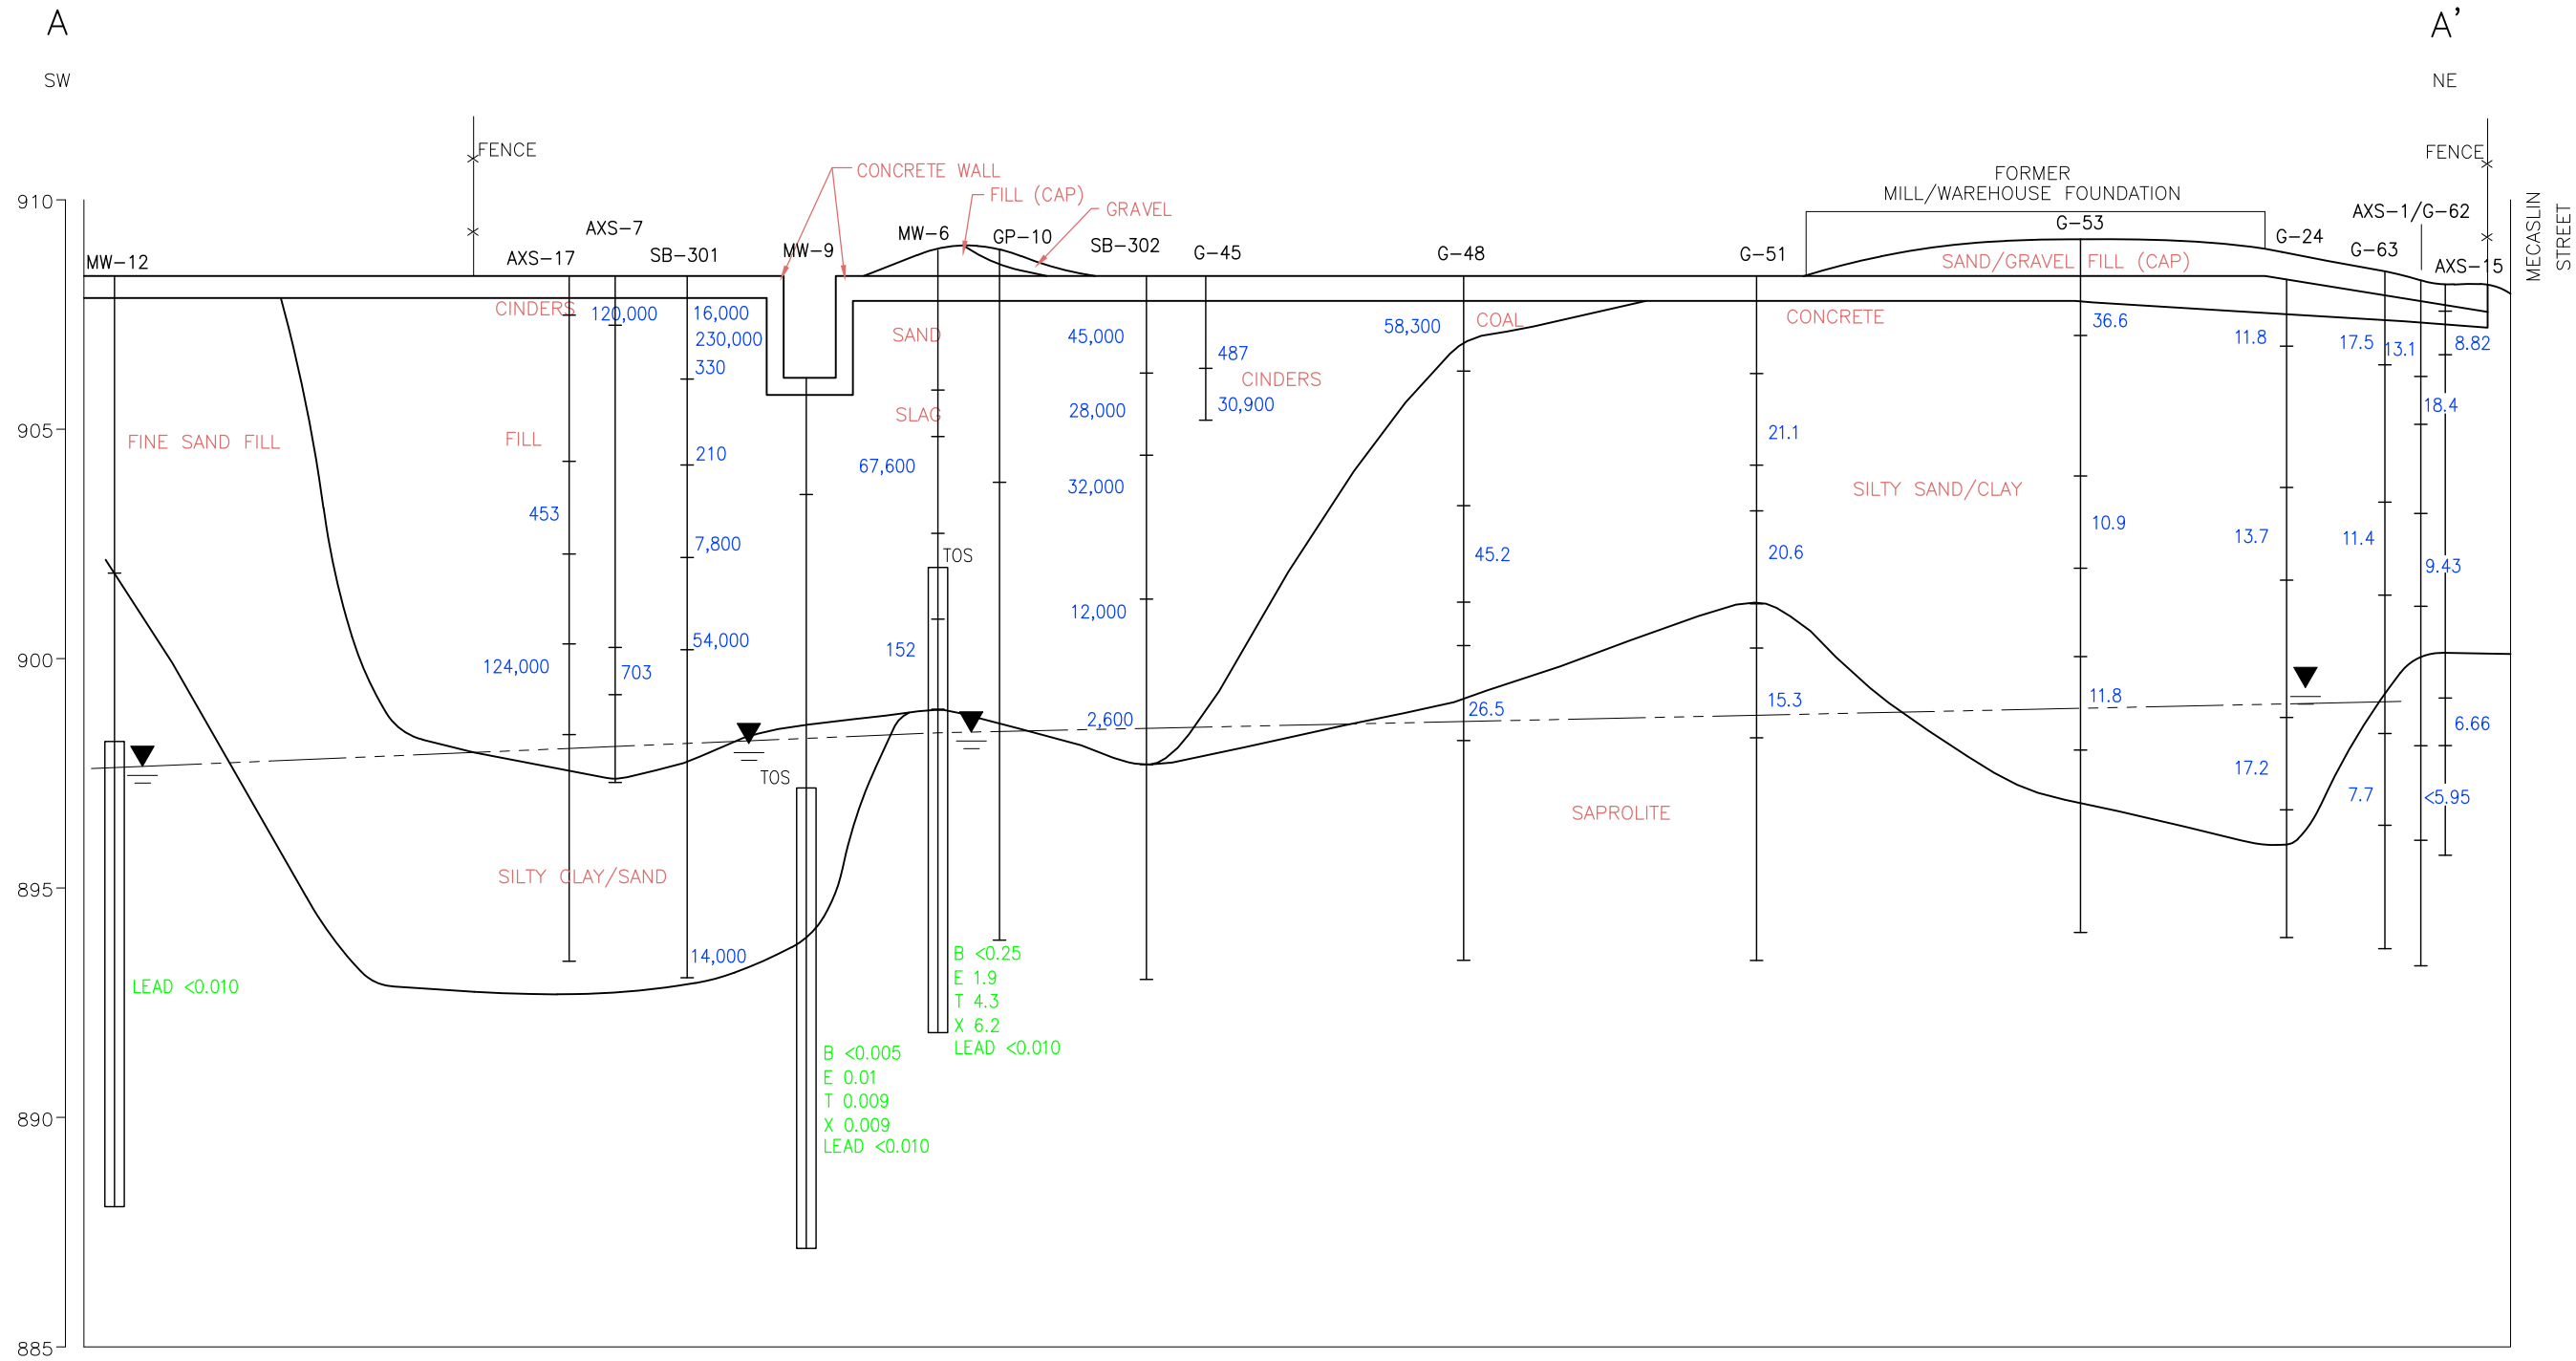 A
A'
SW
NE
FENCE
FENCE
CONCRETE WALL
FILL (CAP)
GRAVEL
FORMER
MILL/WAREHOUSE FOUNDATION
MECASLIN
STREET
910
905
900
895
890
885
MW-12
AXS-17
AXS-7
SB-301
MW-9
MW-6
GP-10
SB-302
G-45
G-48
G-51
G-53
G-24
AXS-1/G-62
G-63
AXS-15
SAND/GRAVEL FILL (CAP)
CINDERS
120,000
16,000
230,000
330
SAND
45,000
487
CINDERS
30,900
58,300
COAL
CONCRETE
36.6
11.8
17.5
13.1
8.82
FINE SAND FILL
FILL
SLAG
210
67,600
28,000
32,000
21.1
SILTY SAND/CLAY
18.4
453
7,800
TOS
45.2
20.6
10.9
13.7
11.4
9.43
54,000
124,000
703
152
12,000
2,600
26.5
15.3
11.8
6.66
TOS
17.2
7.7
<5.95
SAPROLITE
SILTY CLAY/SAND
14,000
LEAD <0.010
B <0.25
E 1.9
T 4.3
X 6.2
LEAD <0.010
B <0.005
E 0.01
T 0.009
X 0.009
LEAD <0.010